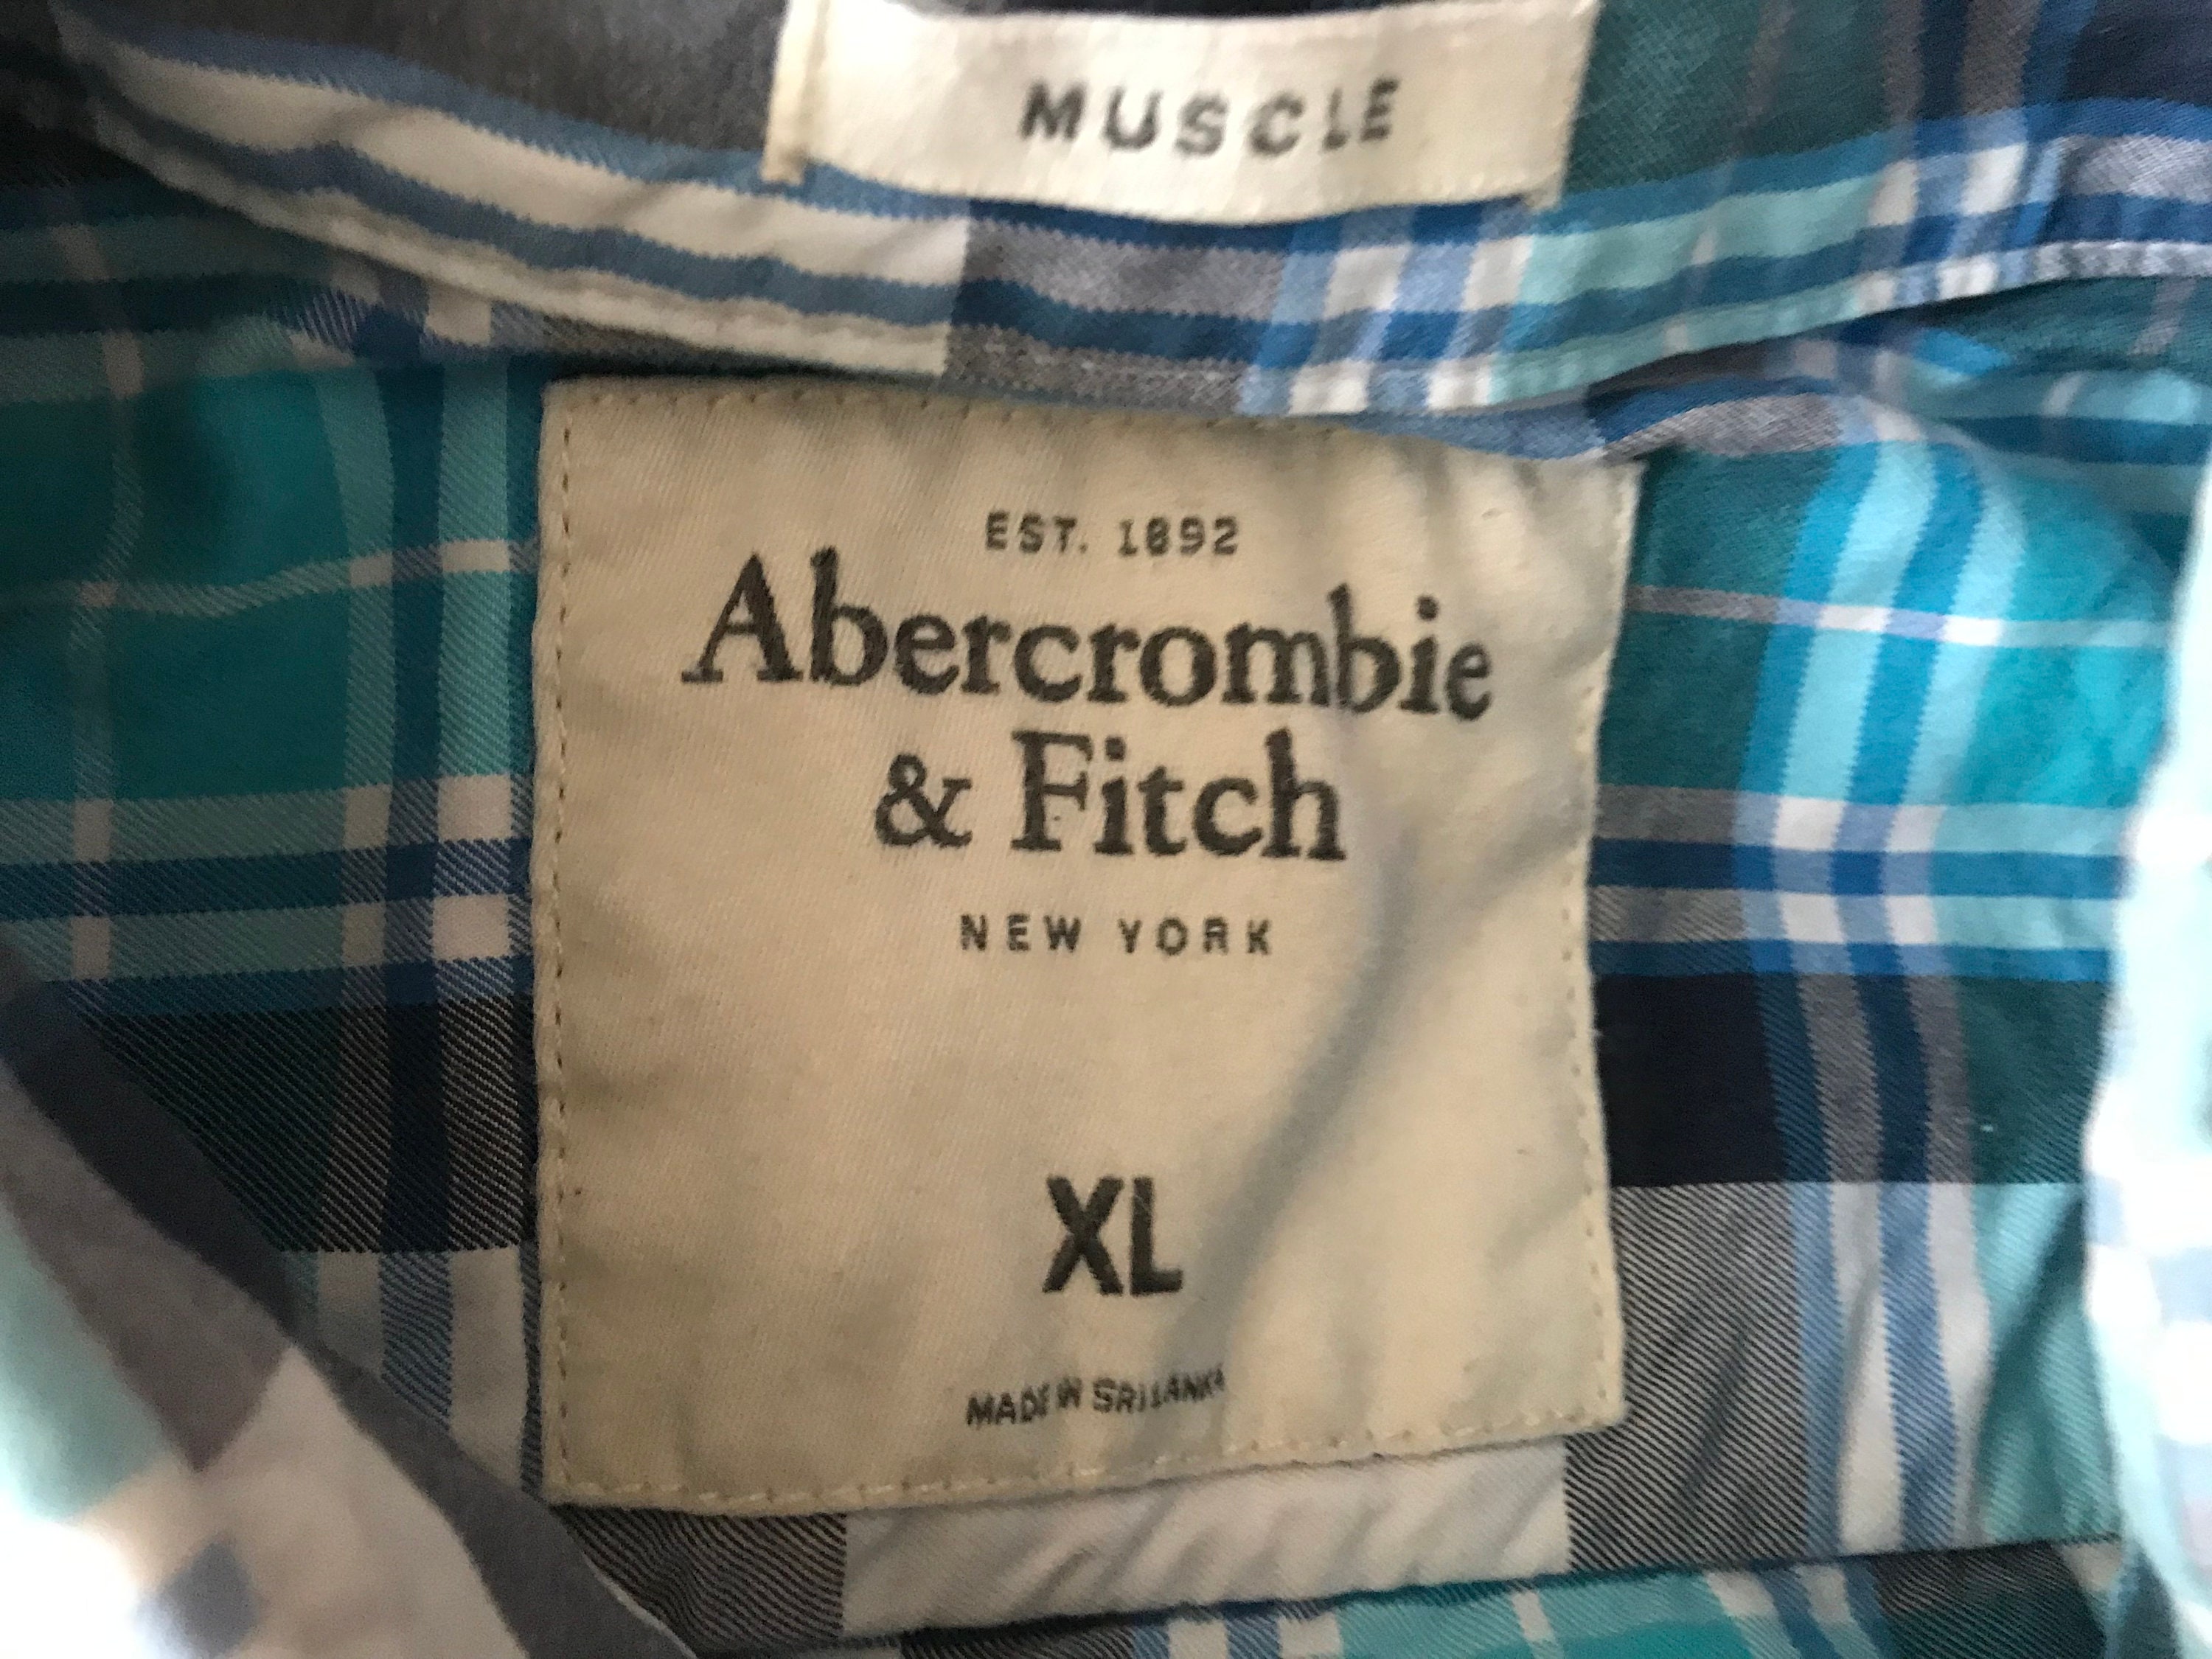 MUSCLE
EST. 1892
Abercrombie
& Fitch
NEW YORK
XL
MADE IN SRI LANKA